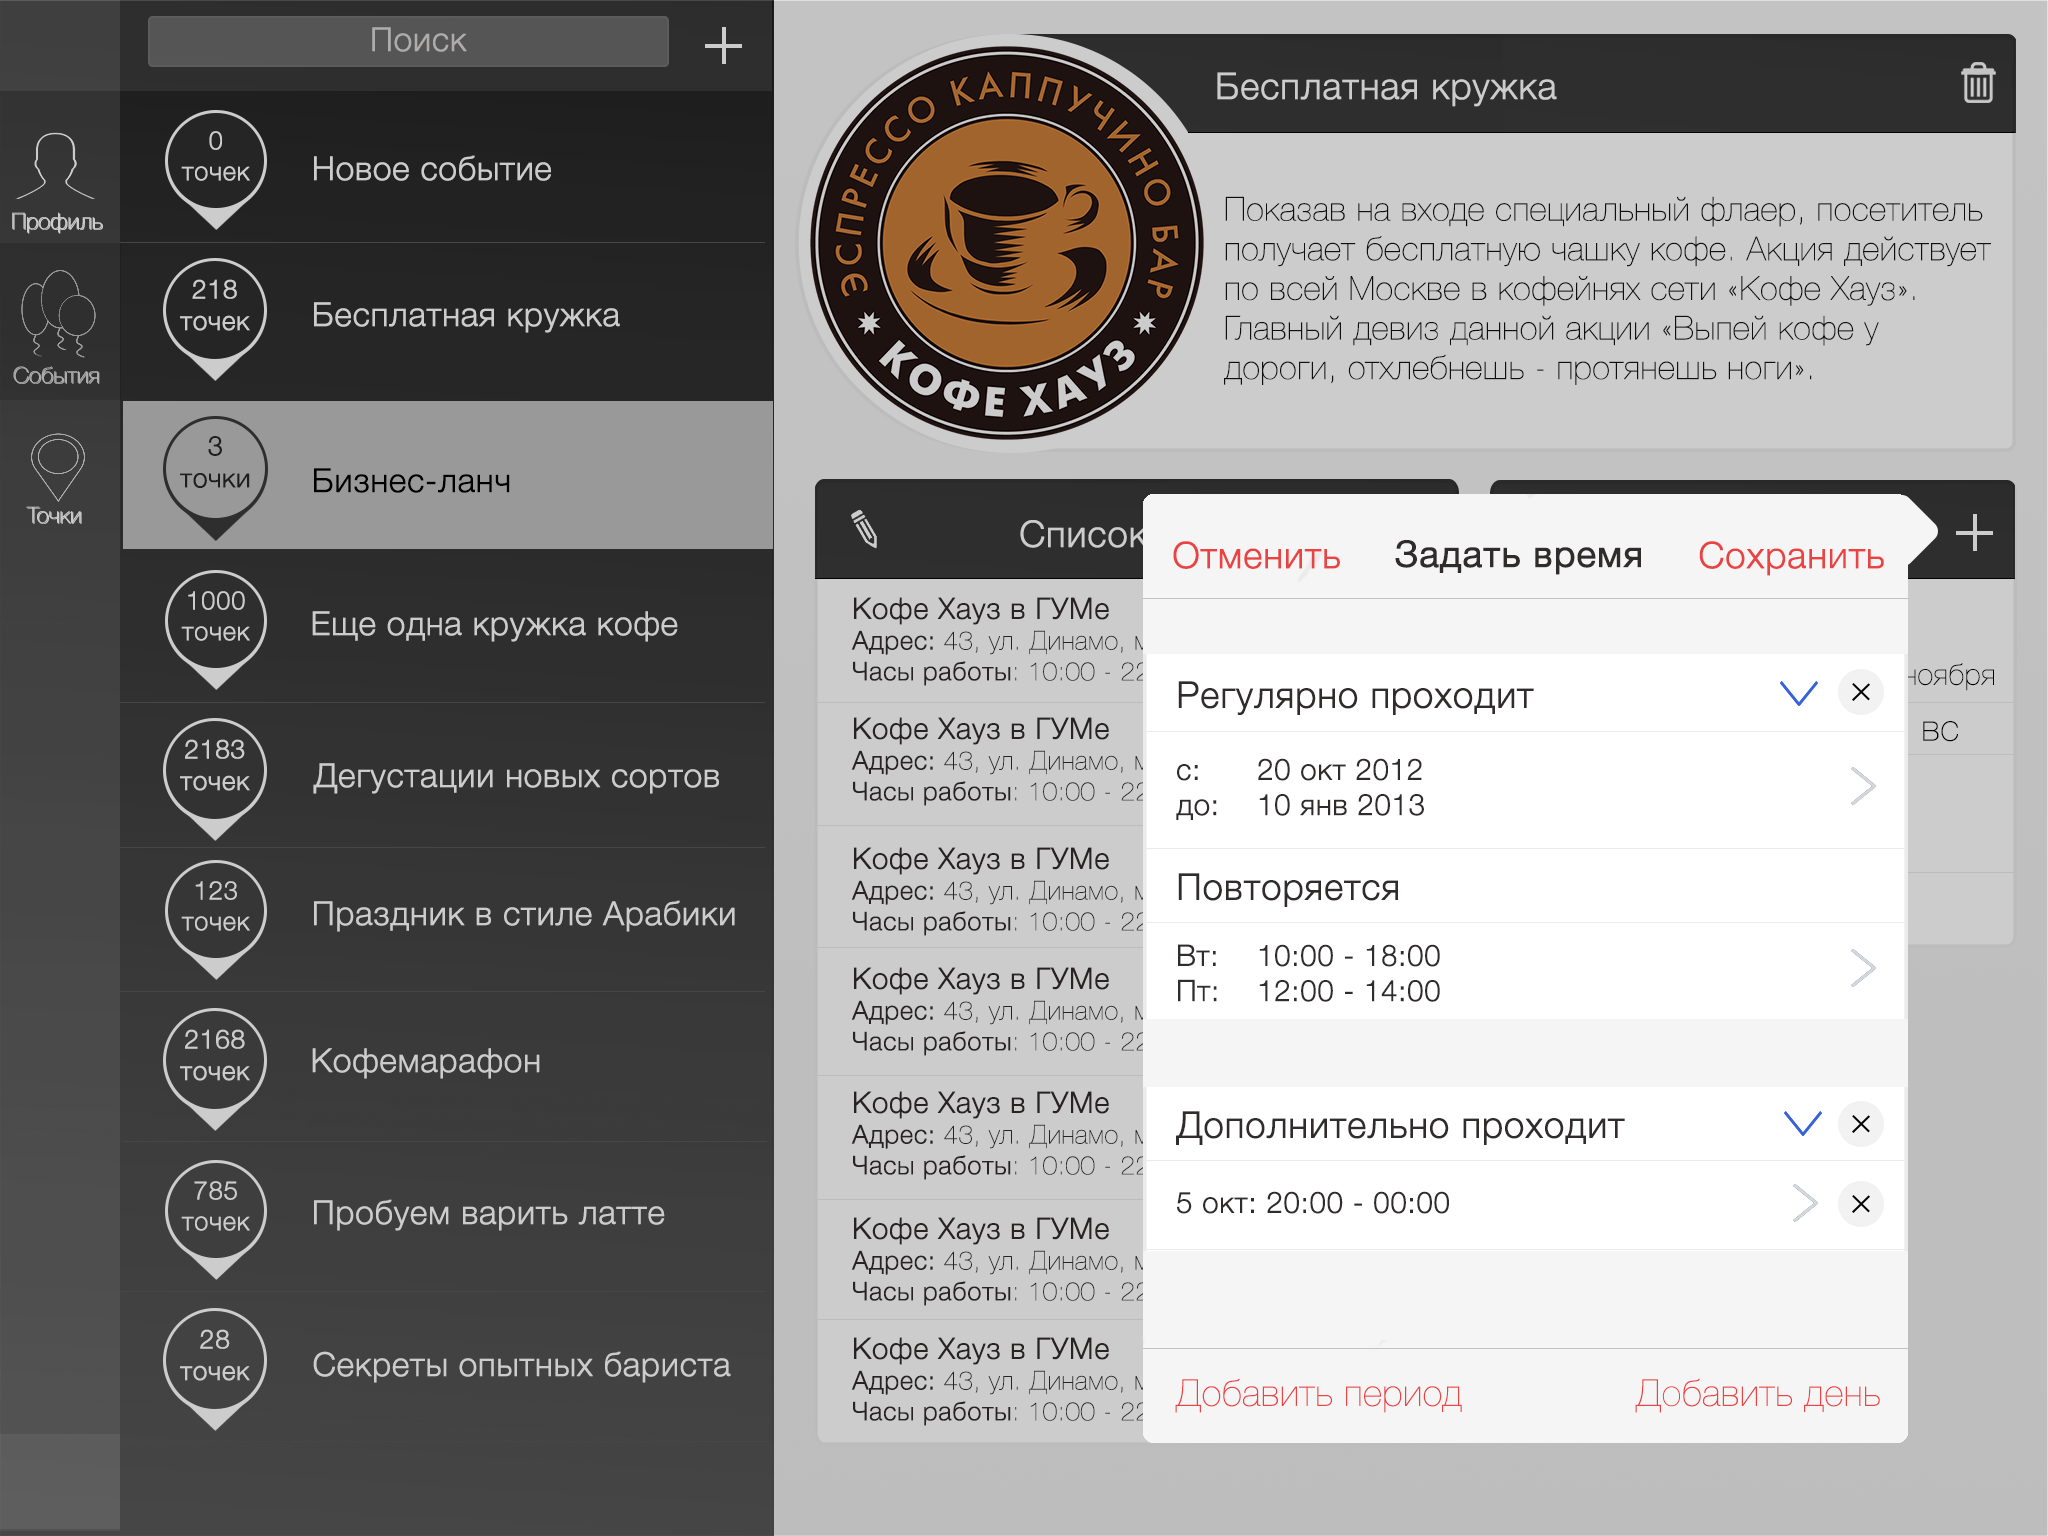 Поиск
Профиль
События
Точки
0
точек
Новое событие
218
точек
Бесплатная кружка
3
точки
Бизнес-ланч
1000
точек
Еще одна кружка кофе
2183
точек
Дегустации новых сортов
123
точек
Праздник в стиле Арабики
2168
точек
Кофемарафон
785
точек
Пробуем варить латте
28
точек
Секреты опытных бариста
ЭСПРЕССО КАППУЧИНО БАР
КОФЕ ХАУЗ
Бесплатная кружка
Показав на входе специальный флаер, посетитель
получает бесплатную чашку кофе. Акция действует
по всей Москве в кофейнях сети «Кофе Хауз».
Главный девиз данной акции «Выпей кофе у
дороги, отхлебнешь - протянешь ноги».
Список
Кофе Хауз в ГУМе
Адрес: 43, ул. Динамо,
Часы работы: 10:00 - 22
Кофе Хауз в ГУМе
Адрес: 43, ул. Динамо,
Часы работы: 10:00 - 22
Кофе Хауз в ГУМе
Адрес: 43, ул. Динамо,
Часы работы: 10:00 - 22
Кофе Хауз в ГУМе
Адрес: 43, ул. Динамо,
Часы работы: 10:00 - 22
Кофе Хауз в ГУМе
Адрес: 43, ул. Динамо,
Часы работы: 10:00 - 22
Кофе Хауз в ГУМе
Адрес: 43, ул. Динамо,
Часы работы: 10:00 - 22
Кофе Хауз в ГУМе
Адрес: 43, ул. Динамо,
Часы работы: 10:00 - 22
ноября
ВС
Отменить Задать время Сохранить
Регулярно проходит
с: 20 окт 2012
до: 10 янв 2013
Повторяется
Вт: 10:00 - 18:00
Пт: 12:00 - 14:00
Дополнительно проходит
5 окт: 20:00 - 00:00
Добавить период Добавить день